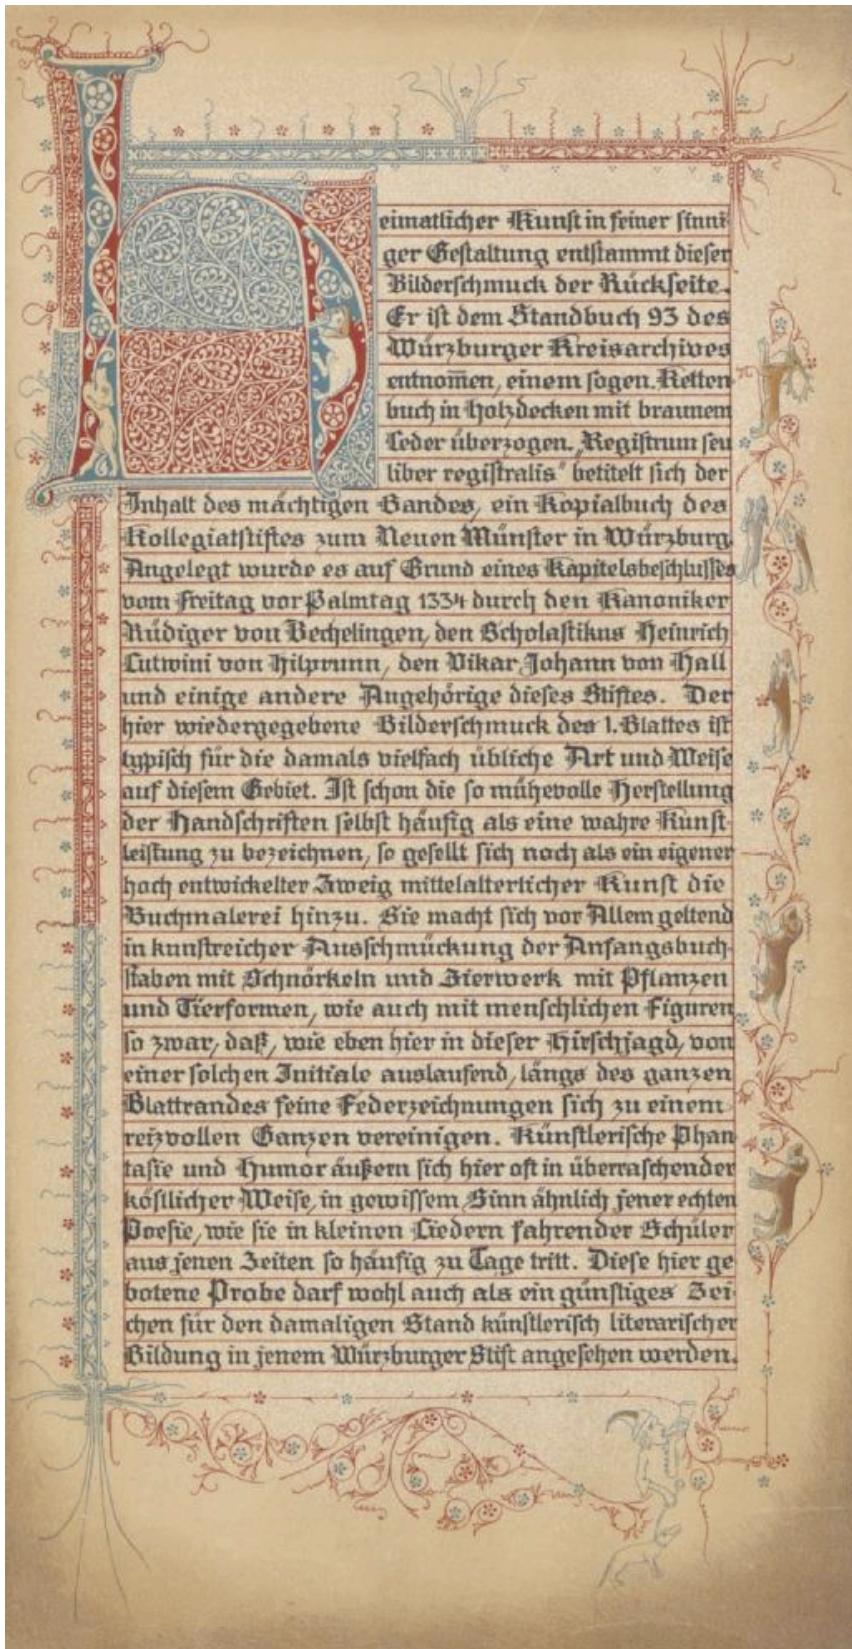 Heimatlicher Kunst in seiner sinni-
ger Gestaltung entstammt dieser
Bilderschmuck der Rückseite.
Er ist dem Standbuch 93 des
Würzburger Kreisarchives
entnom̅en, einem sogen. Ketten-
buch in Holzdecken mit braunem
Leder überzogen. „Registrum seu
liber registralis“ betitelt sich der
Inhalt des mächtigen Bandes, ein Kopialbuch des
Kollegiatstiftes zum Neuen Münster in Würzburg.
Angelegt wurde es auf Grund eines Kapitelsbeschlusses
vom Freitag vor Palmtag 1334 durch den Kanoniker
Rüdiger von Bechelingen, den Scholastikus Heinrich
Lutwini von Hilprunn, den Vikar Johann von Hall
und einige andere Angehörige dieses Stiftes. Der
hier wiedergegebene Bilderschmuck des 1. Blattes ist
typisch für die damals vielfach übliche Art und Weise
auf diesem Gebiet. Ist schon die so mühevolle Herstellung
der Handschriften selbst häufig als eine wahre Kunst-
leistung zu bezeichnen, so gesellt sich noch als ein eigener
hoch entwickelter Zweig mittelalterlicher Kunst die
Buchmalerei hinzu. Sie macht sich vor Allem geltend
in kunstreicher Ausschmückung der Anfangsbuch-
staben mit Schnörkeln und Zierwerk mit Pflanzen
und Tierformen, wie auch mit menschlichen Figuren
so zwar, daß, wie eben hier in dieser Hirschjagd, von
einer solchen Initiale auslaufend, längs des ganzen
Blattrandes feine Federzeichnungen sich zu einem
reizvollen Ganzen vereinigen. Künstlerische Phan
tasie und Humor äußern sich hier oft in überraschender
köstlicher Weise, in gewissem Sinn ähnlich jener echten
Poesie, wie sie in kleinen Liedern fahrender Schüler
aus jenen Zeiten so häufig zu Tage tritt. Diese hier ge
botene Probe darf wohl auch als ein günstiges Zei-
chen für den damaligen Stand künstlerisch literarischer
Bildung in jenem Würzburger Stift angesehen werden.